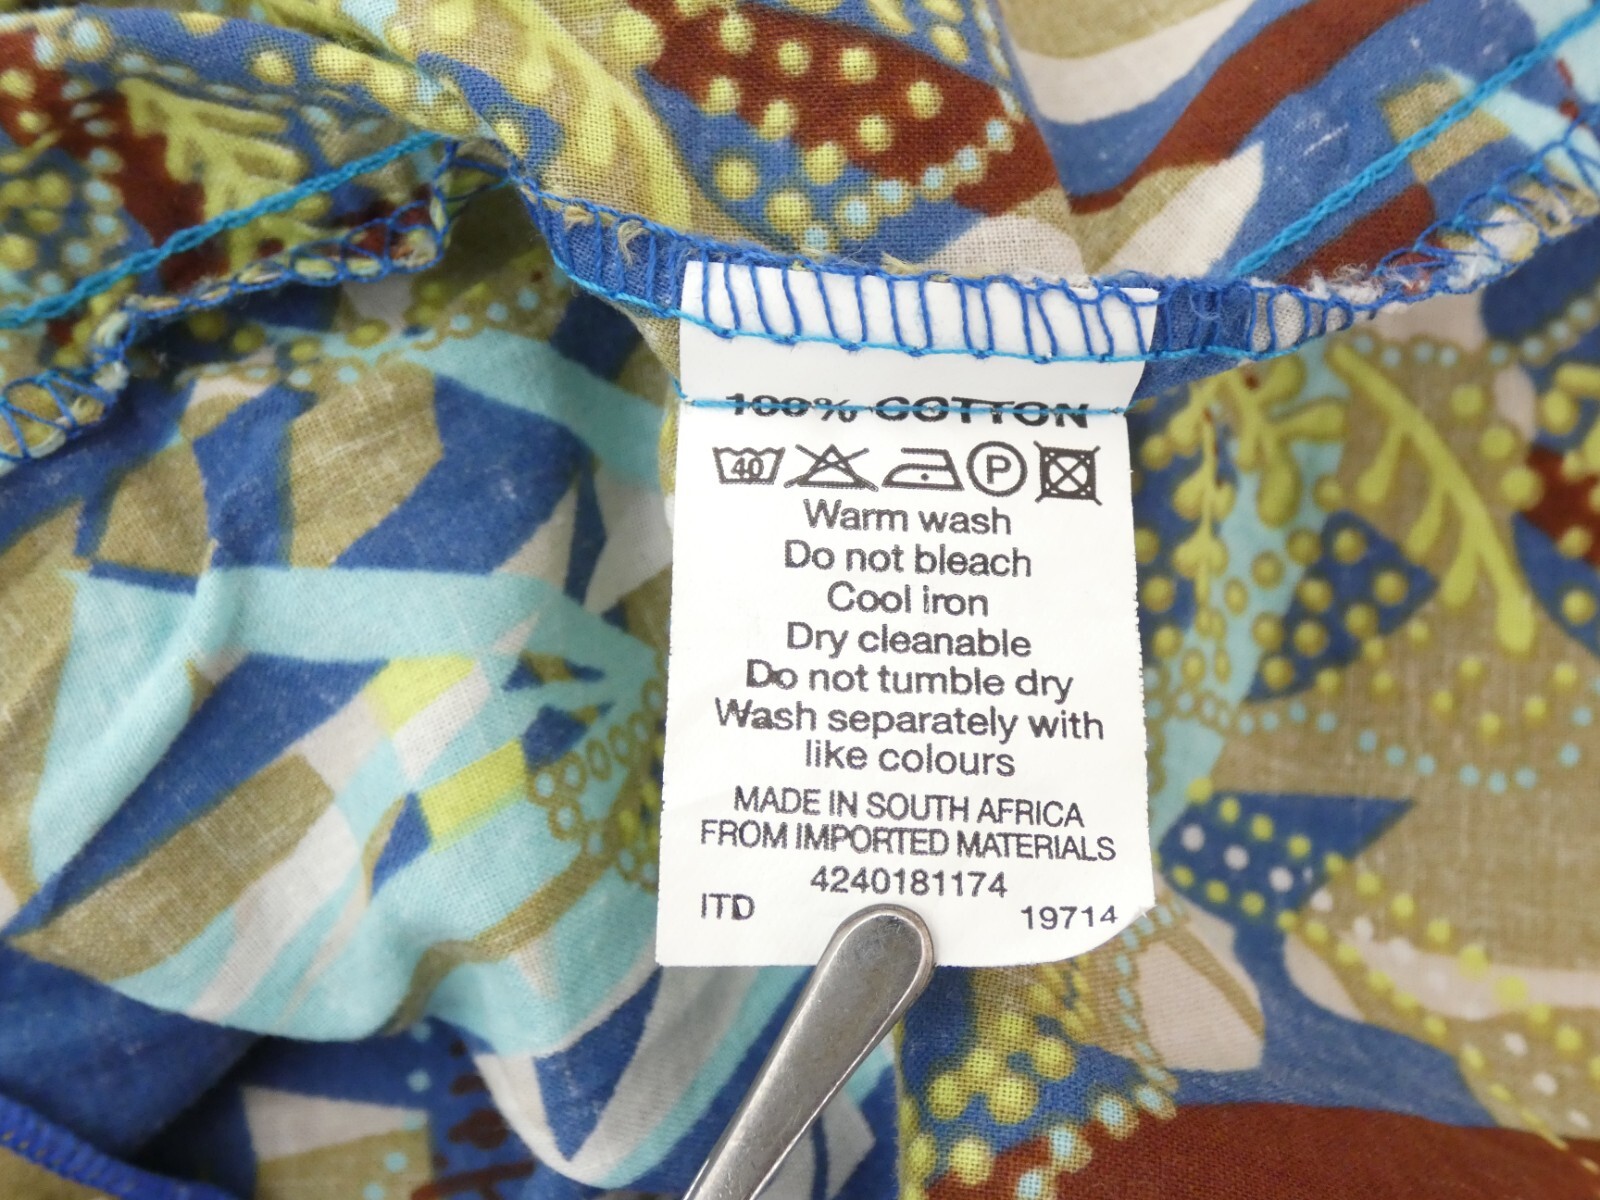 100% COTTON
40 P
Warm wash
Do not bleach
Cool iron
Dry cleanable
Do not tumble dry
Wash separately with
like colours
MADE IN SOUTH AFRICA
FROM IMPORTED MATERIALS
4240181174
ITD 19714